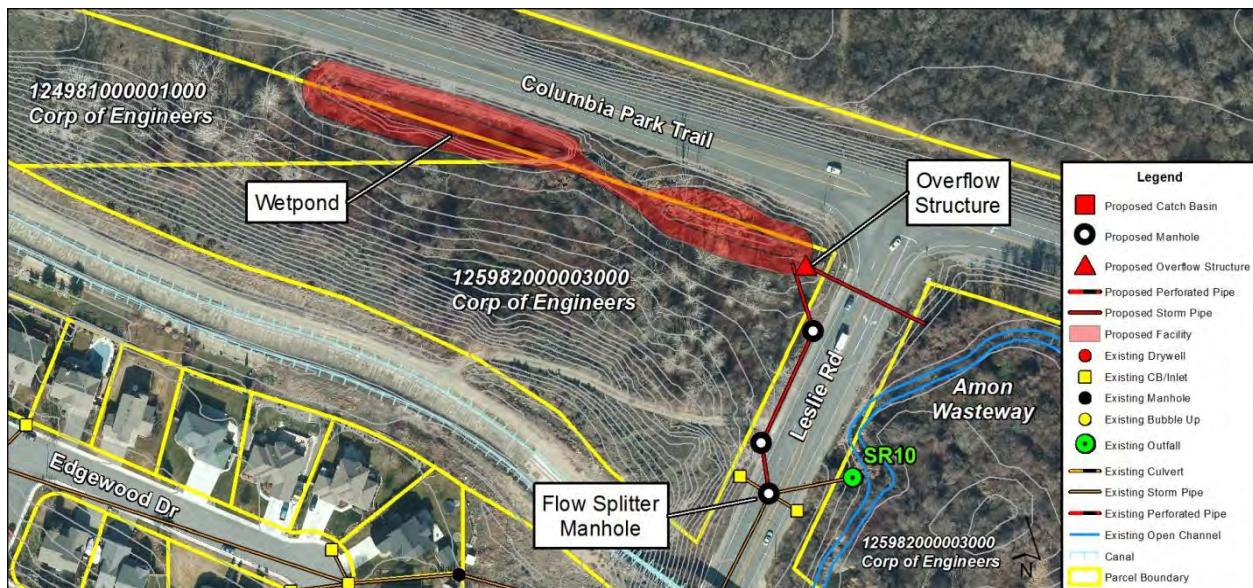 124981000001000
Corp of Engineers
Columbia Park Trail
Wetpond
Overflow
Structure
125982000003000
Corp of Engineers
Leslie Rd
Amon
Wasteway
SR10
Edgewood Dr
Flow Splitter
Manhole
125982000003000
Corp of Engineers
N
Legend
Proposed Catch Basin
Proposed Manhole
Proposed Overflow Structure
Proposed Perforated Pipe
Proposed Storm Pipe
Proposed Facility
Existing Drywell
Existing CB/Inlet
Existing Manhole
Existing Bubble Up
Existing Outfall
Existing Culvert
Existing Storm Pipe
Existing Perforated Pipe
Existing Open Channel
Canal
Parcel Boundary